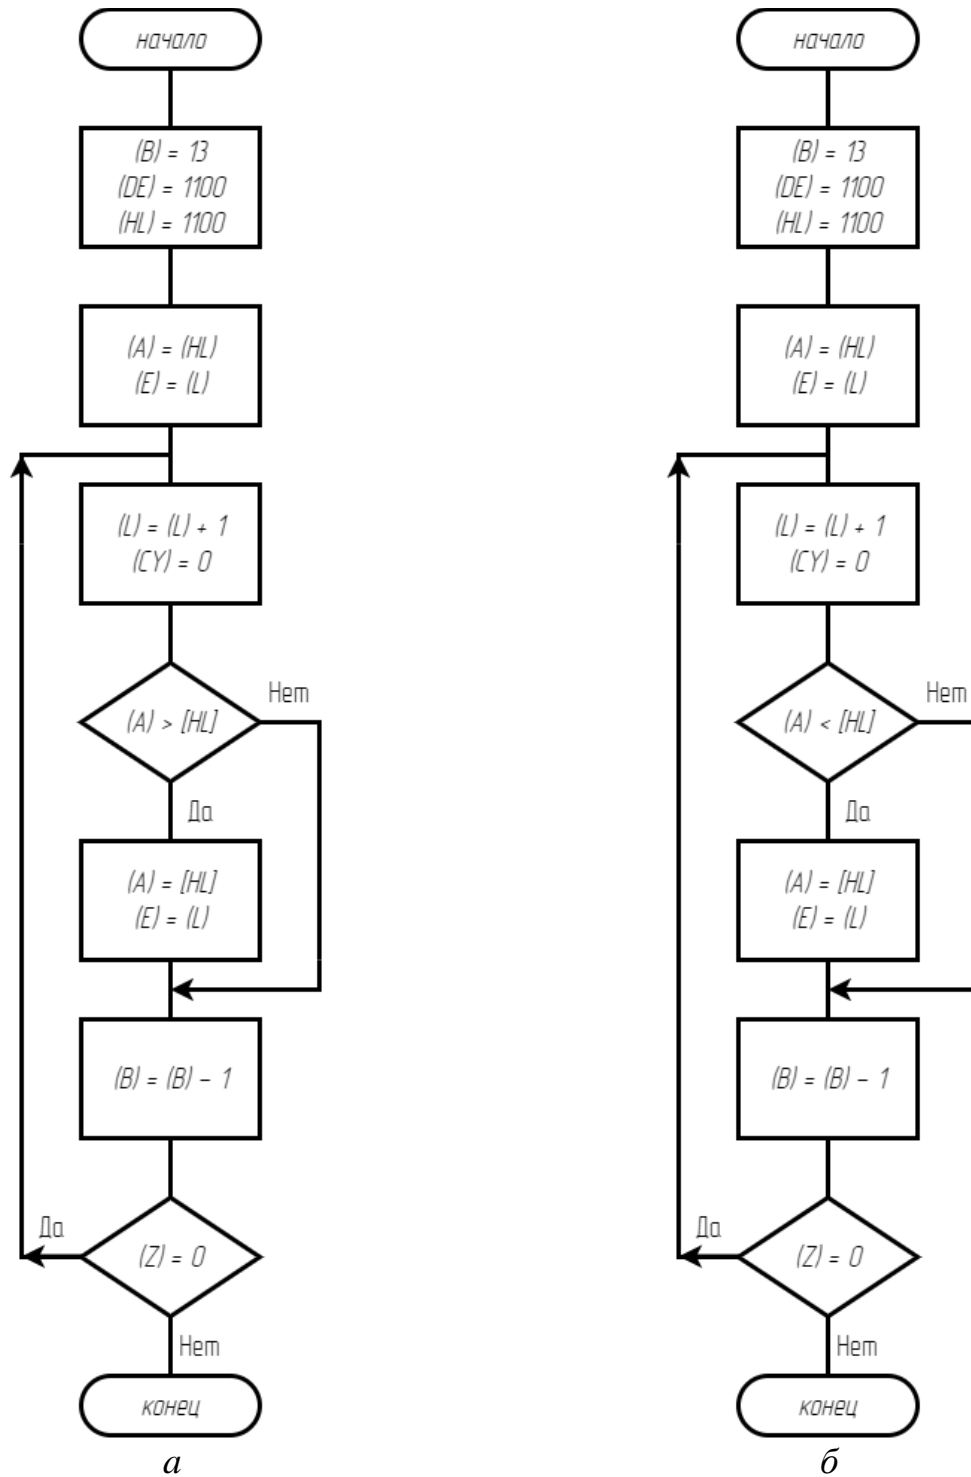 начало
(B) = 13
(DE) = 1100
(HL) = 1100
(A) = (HL)
(E) = (L)
(L) = (L) + 1
(CY) = 0
(A) > [HL]
Нет
Да
(A) = [HL]
(E) = (L)
(B) = (B) – 1
Да
(Z) = 0
Нет
конец
а
начало
(B) = 13
(DE) = 1100
(HL) = 1100
(A) = (HL)
(E) = (L)
(L) = (L) + 1
(CY) = 0
(A) < [HL]
Нет
Да
(A) = [HL]
(E) = (L)
(B) = (B) – 1
Да
(Z) = 0
Нет
конец
б